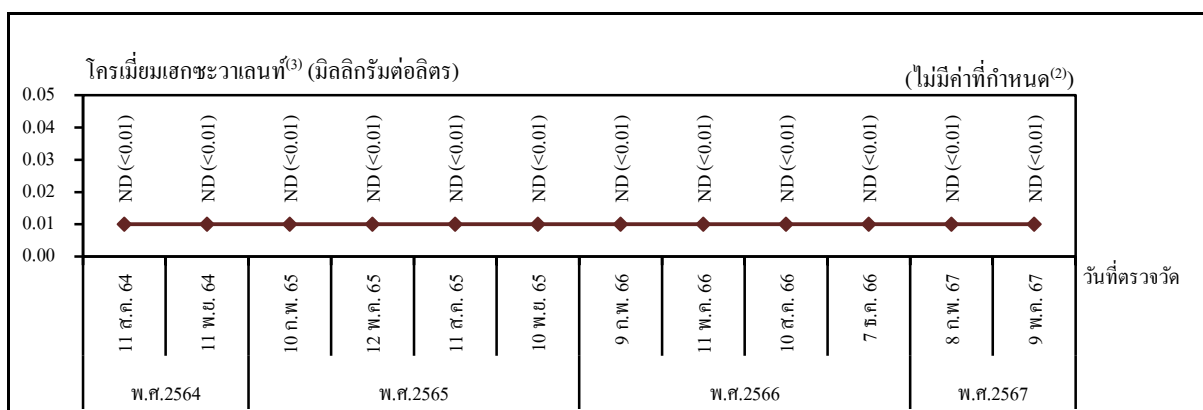 โครเมี่ยมเฮกซะวาเลนท์⁽³⁾ (มิลลิกรัมต่อลิตร)
(ไม่มีค่าที่กำหนด⁽²⁾)
0.05
0.04
0.03
0.02
0.01
0.00
ND (<0.01)
ND (<0.01)
ND (<0.01)
ND (<0.01)
ND (<0.01)
ND (<0.01)
ND (<0.01)
ND (<0.01)
ND (<0.01)
ND (<0.01)
ND (<0.01)
ND (<0.01)
11 ส.ค. 64
11 พ.ย. 64
10 ก.พ. 65
12 พ.ค. 65
11 ส.ค. 65
10 พ.ย. 65
9 ก.พ. 66
11 พ.ค. 66
10 ส.ค. 66
7 ธ.ค. 66
8 ก.พ. 67
9 พ.ค. 67
วันที่ตรวจวัด
พ.ศ.2564
พ.ศ.2565
พ.ศ.2566
พ.ศ.2567